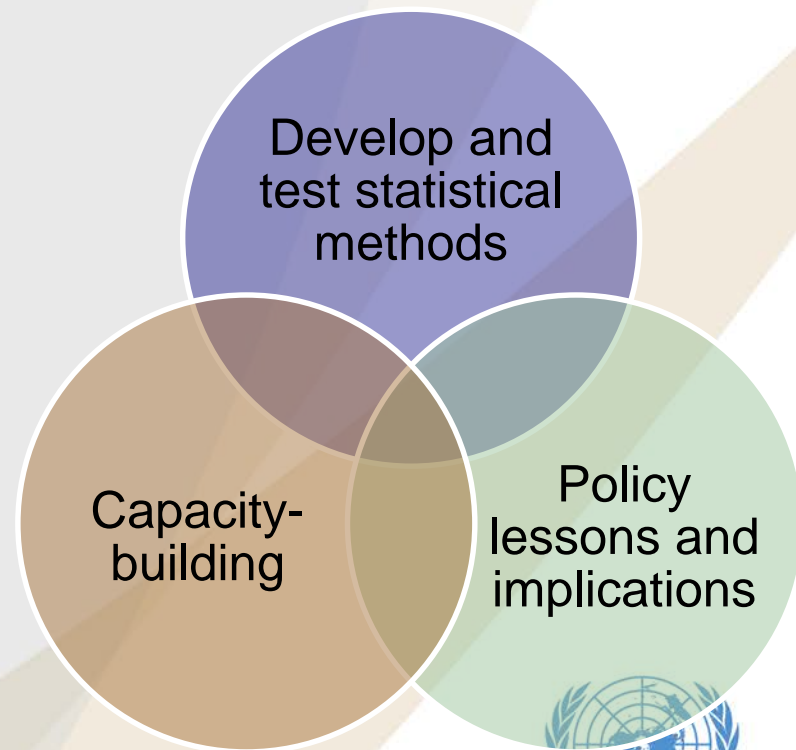 Develop and
test statistical
methods
Capacity-
building
Policy
lessons and
implications